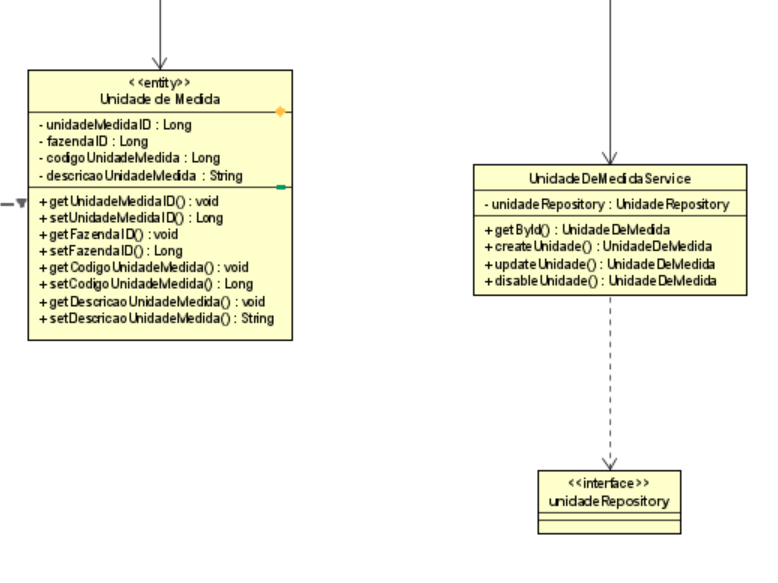 <<entity>>
Unidade de Medida
- unidadeMedidaID : Long
- fazendaID : Long
- codigoUnidadeMedida : Long
- descricaoUnidadeMedida : String
+ getUnidadeMedidaID() : void
+ setUnidadeMedidaID() : Long
+ getFazendaID() : void
+ setFazendaID() : Long
+ getCodigoUnidadeMedida() : void
+ setCodigoUnidadeMedida() : Long
+ getDescricaoUnidadeMedida() : void
+ setDescricaoUnidadeMedida() : String
UnidadeDeMedidaService
- unidadeRepository : UnidadeRepository
+ getById() : UnidadeDeMedida
+ createUnidade() : UnidadeDeMedida
+ updateUnidade() : UnidadeDeMedida
+ disableUnidade() : UnidadeDeMedida
<<interface>>
unidadeRepository